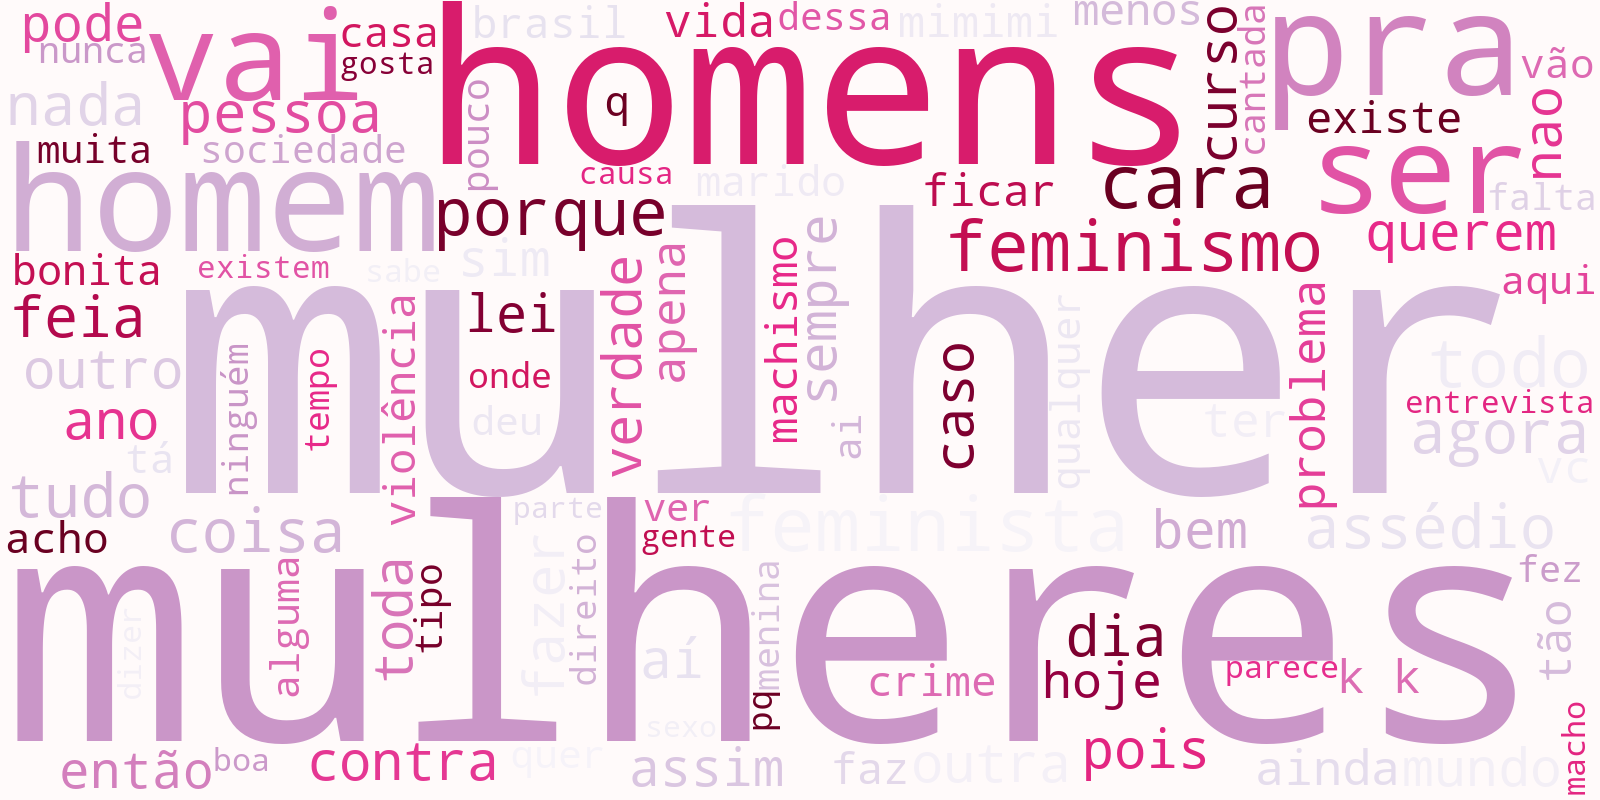 pode
nunca
vai
casa
gosta
homens
q
brasil
vida
dessa
mimimi
menos
curso
cantada
pra
vão
nada
pessoa
muita
sociedade
pouco
causa
marido
existe
nao
homem
porque
ficar
cara
ser
falta
feminismo
querem
bonita
existem
sabe
sim
aqui
feia
lei
verdade
apena
machismo
sempre
mulher
qualquer
problema
todo
outro
ninguém
tempo
violência
onde
caso
entrevista
ano
deu
ai
ter
agora
tá
vc
tudo
parte
ver
feminista
bem
assédio
acho
coisa
gente
mulheres
fez
dizer
alguma
toda
tipo
fazer
direito
aí
menina
pq
crime
dia
hoje
parece
k k
tão
sexo
macho
então
boa
contra
quer
assim
faz
outra
pois
ainda
mundo